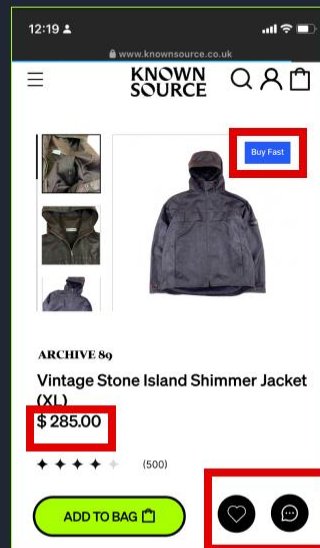 12:19
www.knownsource.co.uk
KNOWN
SOURCE
Buy Fast
ARCHIVE 89
Vintage Stone Island Shimmer Jacket
(XL)
$ 285.00
(500)
ADD TO BAG